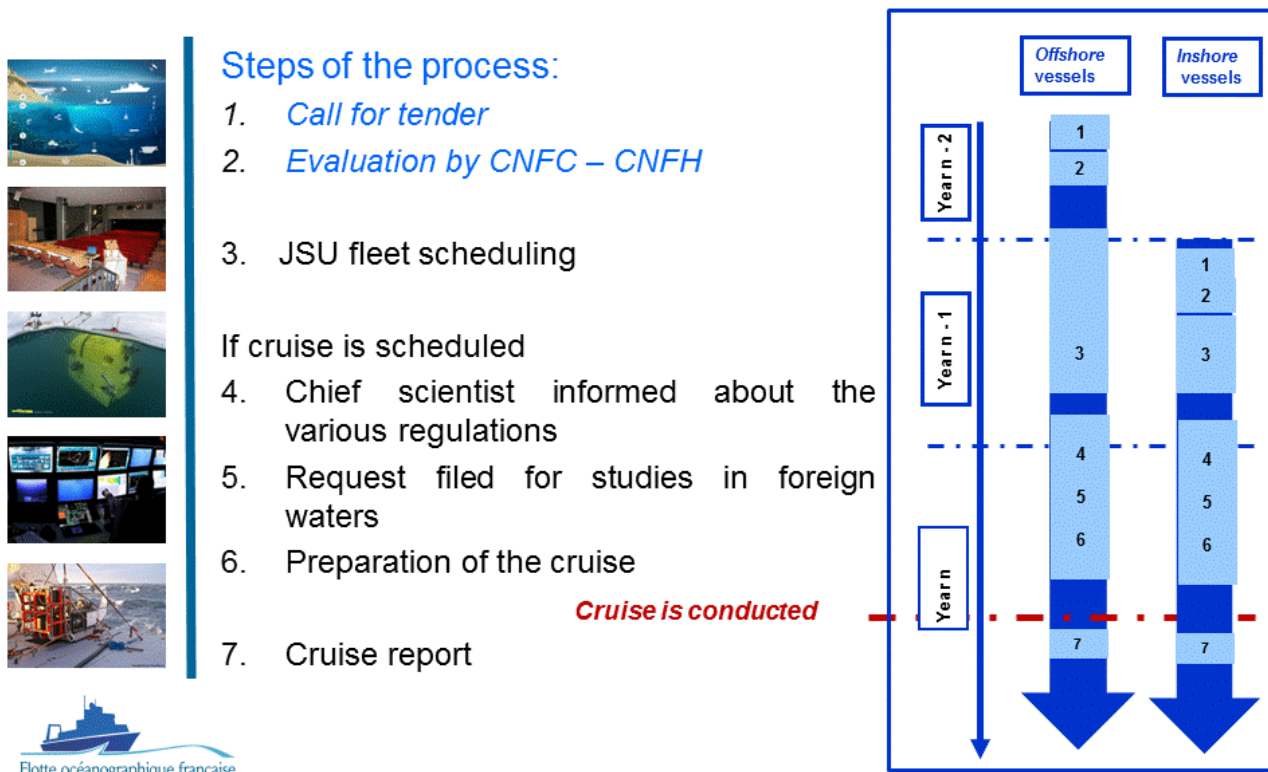 Steps of the process:
1. Call for tender
2. Evaluation by CNFC – CNFH
3. JSU fleet scheduling
If cruise is scheduled
4. Chief scientist informed about the
various regulations
5. Request filed for studies in foreign
waters
6. Preparation of the cruise
Cruise is conducted
7. Cruise report
Flotte océanographique française
Offshore
vessels
Inshore
vessels
Year n - 2
Year n - 1
Year n
1
2
3
4
5
6
7
1
2
3
4
5
6
7